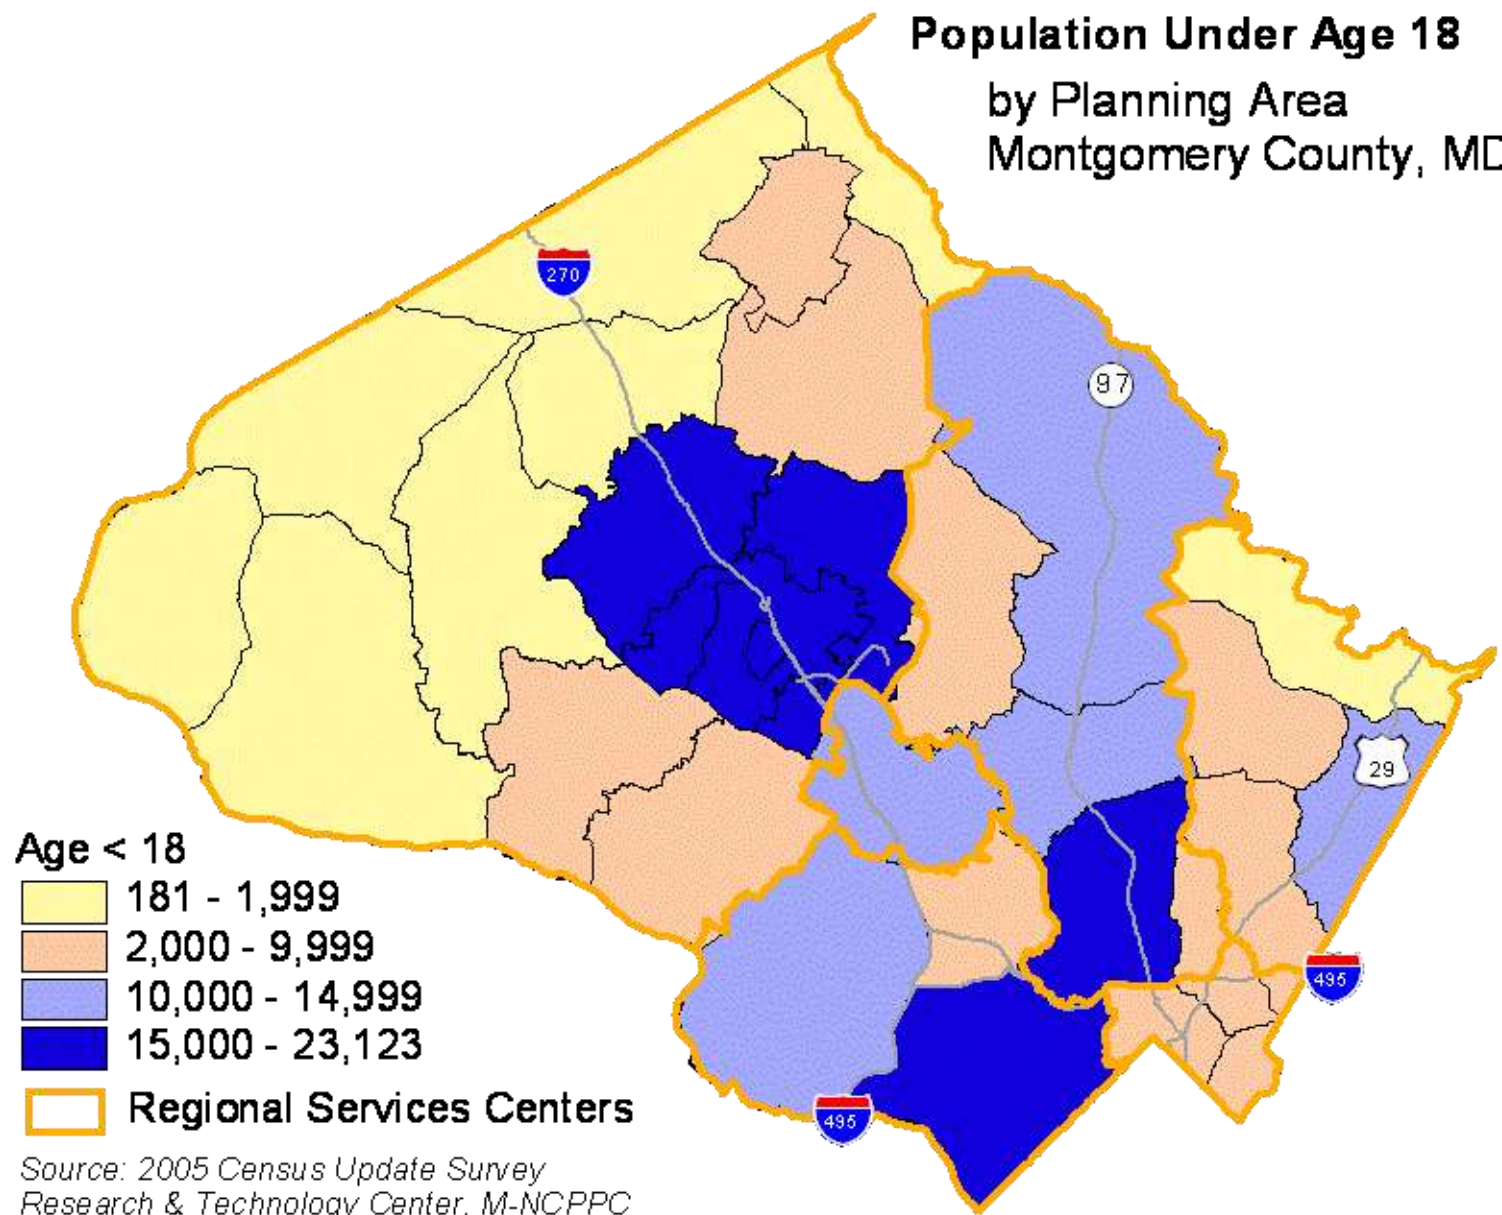 Population Under Age 18
by Planning Area
Montgomery County, MD
270
97
29
Age < 18
181 - 1,999
2,000 - 9,999
10,000 - 14,999
15,000 - 23,123
495
Regional Services Centers
495
Source: 2005 Census Update Survey
Research & Technology Center, M-NCPPC